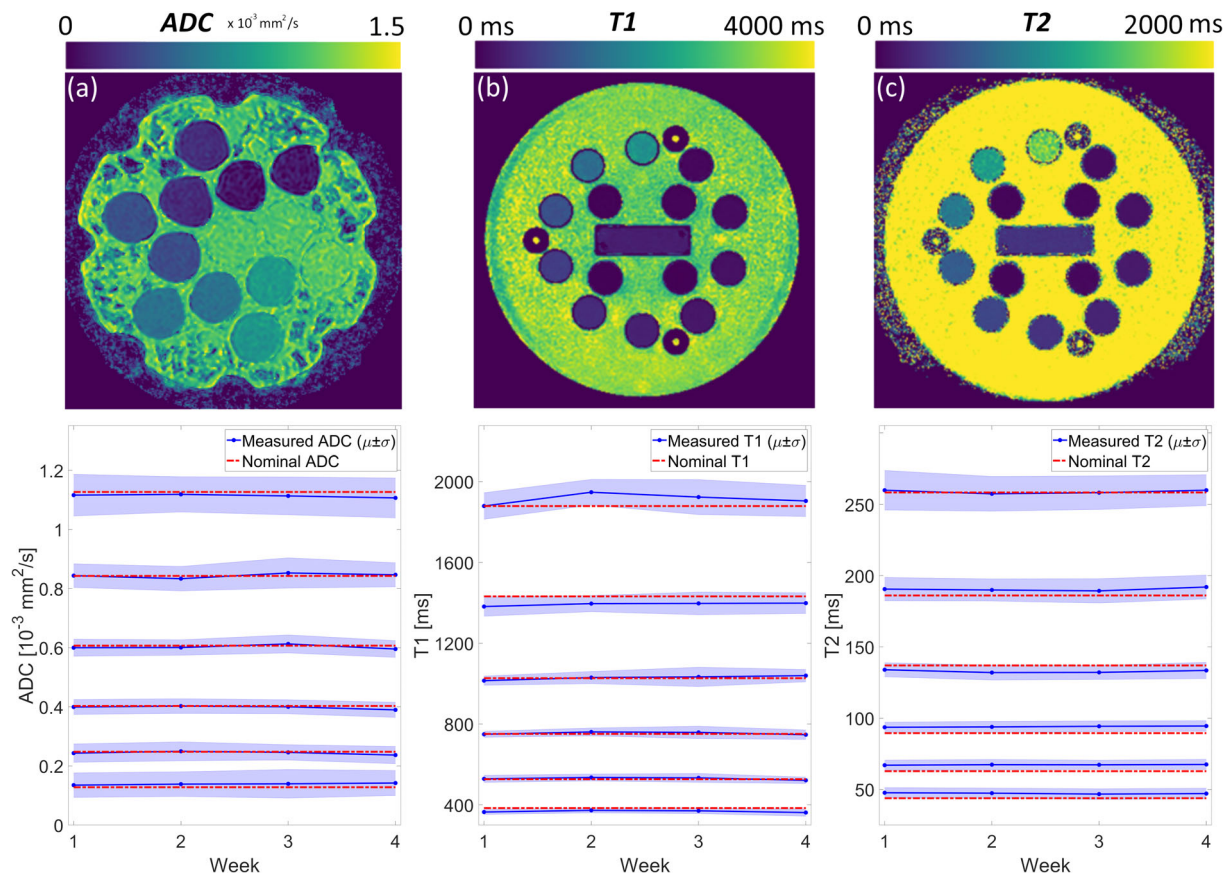 0 ADC x 10³ mm²/s 1.5
0 ms T1 4000 ms
0 ms T2 2000 ms
(a)
(b)
(c)
Measured ADC (μ±σ)
Nominal ADC
1.2
1
0.8
0.6
0.4
0.2
0
ADC [10⁻³ mm²/s]
1 2 3 4
Week
Measured T1 (μ±σ)
Nominal T1
2000
1600
1200
800
400
T1 [ms]
1 2 3 4
Week
Measured T2 (μ±σ)
Nominal T2
250
200
150
100
50
T2 [ms]
1 2 3 4
Week